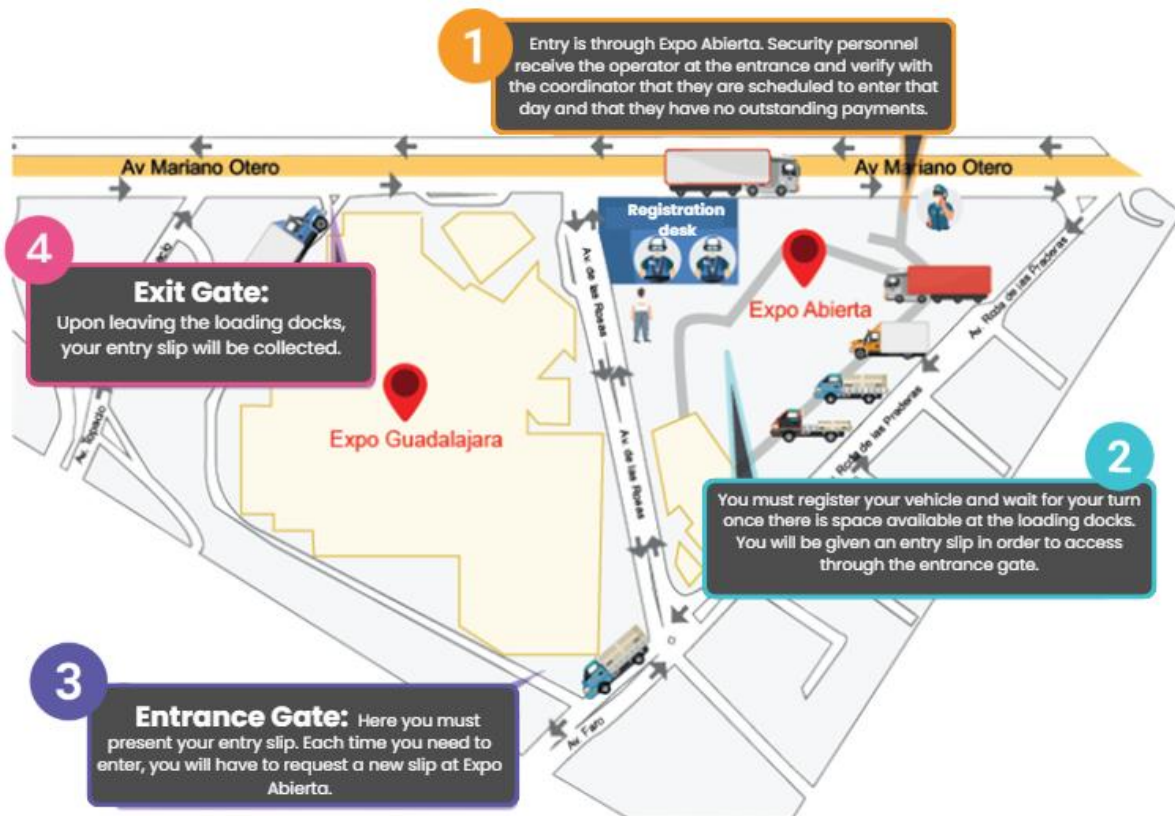 1
Entry is through Expo Abierta. Security personnel
receive the operator at the entrance and verify with
the coordinator that they are scheduled to enter that
day and that they have no outstanding payments.
Av Mariano Otero
Av Mariano Otero
Registration
desk
4
Exit Gate:
Upon leaving the loading docks,
your entry slip will be collected.
Av. de las Rosas
Expo Abierta
Av. Roda de las Praderas
Expo Guadalajara
Av. Topacio
Av. de las Rosas
Roda de las Praderas
2
You must register your vehicle and wait for your turn
once there is space available at the loading docks.
You will be given an entry slip in order to access
through the entrance gate.
3
Entrance Gate: Here you must
present your entry slip. Each time you need to
enter, you will have to request a new slip at Expo
Abierta.
Av. Faro